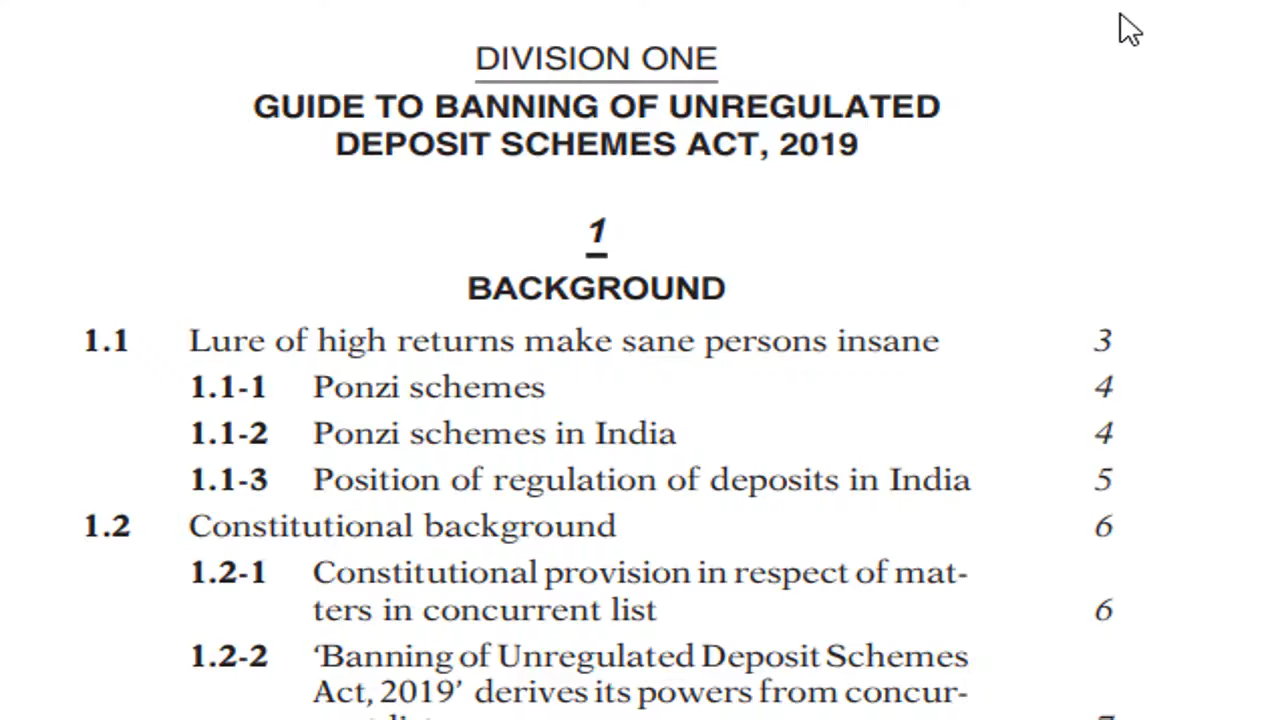 DIVISION ONE
GUIDE TO BANNING OF UNREGULATED
DEPOSIT SCHEMES ACT, 2019
1
BACKGROUND
1.1 Lure of high returns make sane persons insane 3
1.1-1 Ponzi schemes 4
1.1-2 Ponzi schemes in India 4
1.1-3 Position of regulation of deposits in India 5
1.2 Constitutional background 6
1.2-1 Constitutional provision in respect of mat-
ters in concurrent list 6
1.2-2 ‘Banning of Unregulated Deposit Schemes
Act, 2019’ derives its powers from concur-